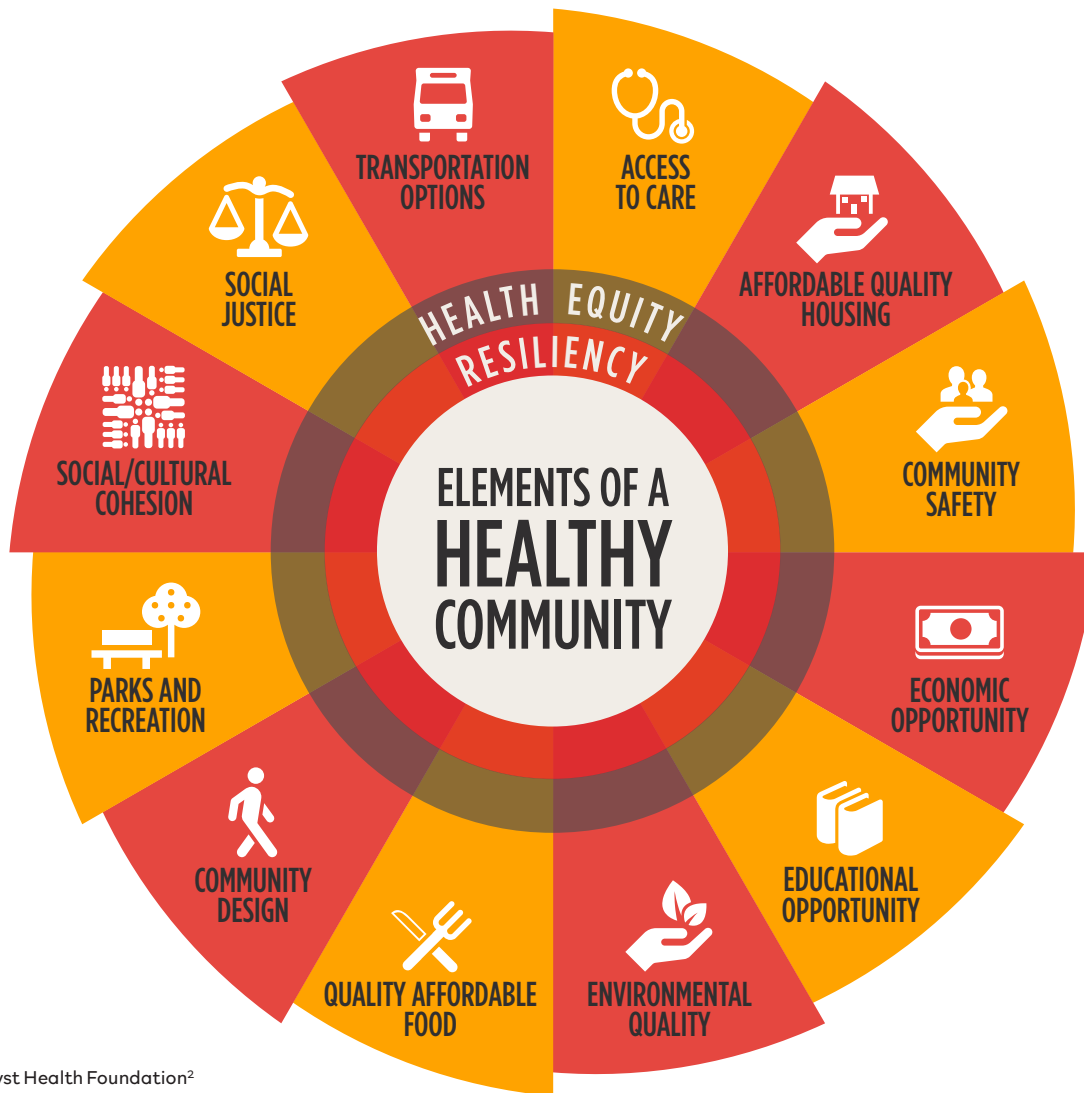 TRANSPORTATION
OPTIONS
ACCESS
TO CARE
AFFORDABLE QUALITY
HOUSING
COMMUNITY
SAFETY
ECONOMIC
OPPORTUNITY
EDUCATIONAL
OPPORTUNITY
ENVIRONMENTAL
QUALITY
QUALITY AFFORDABLE
FOOD
COMMUNITY
DESIGN
PARKS AND
RECREATION
SOCIAL/CULTURAL
COHESION
SOCIAL
JUSTICE
HEALTH EQUITY
RESILIENCY
ELEMENTS OF A
HEALTHY
COMMUNITY
Health Foundation²